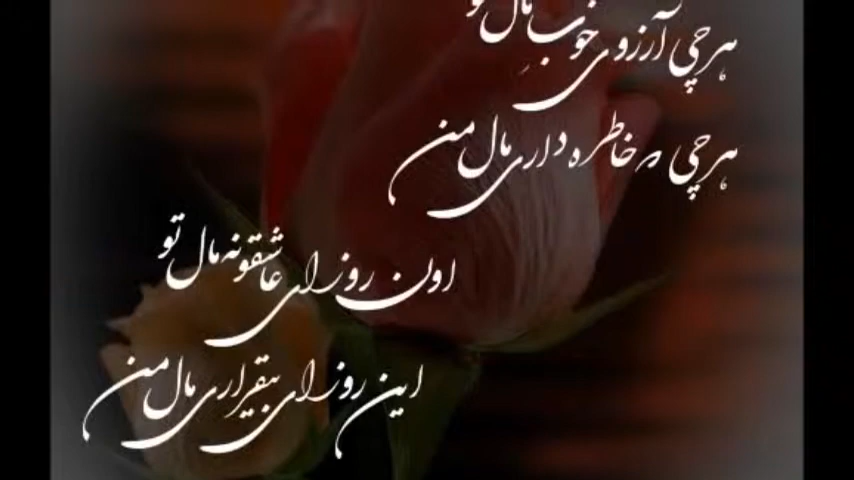 هرچی آرزوی خوب مال تو
هرچی که خاطره داری مال من
اون روزای عاشقونه مال تو
این روزای بیقراری مال من